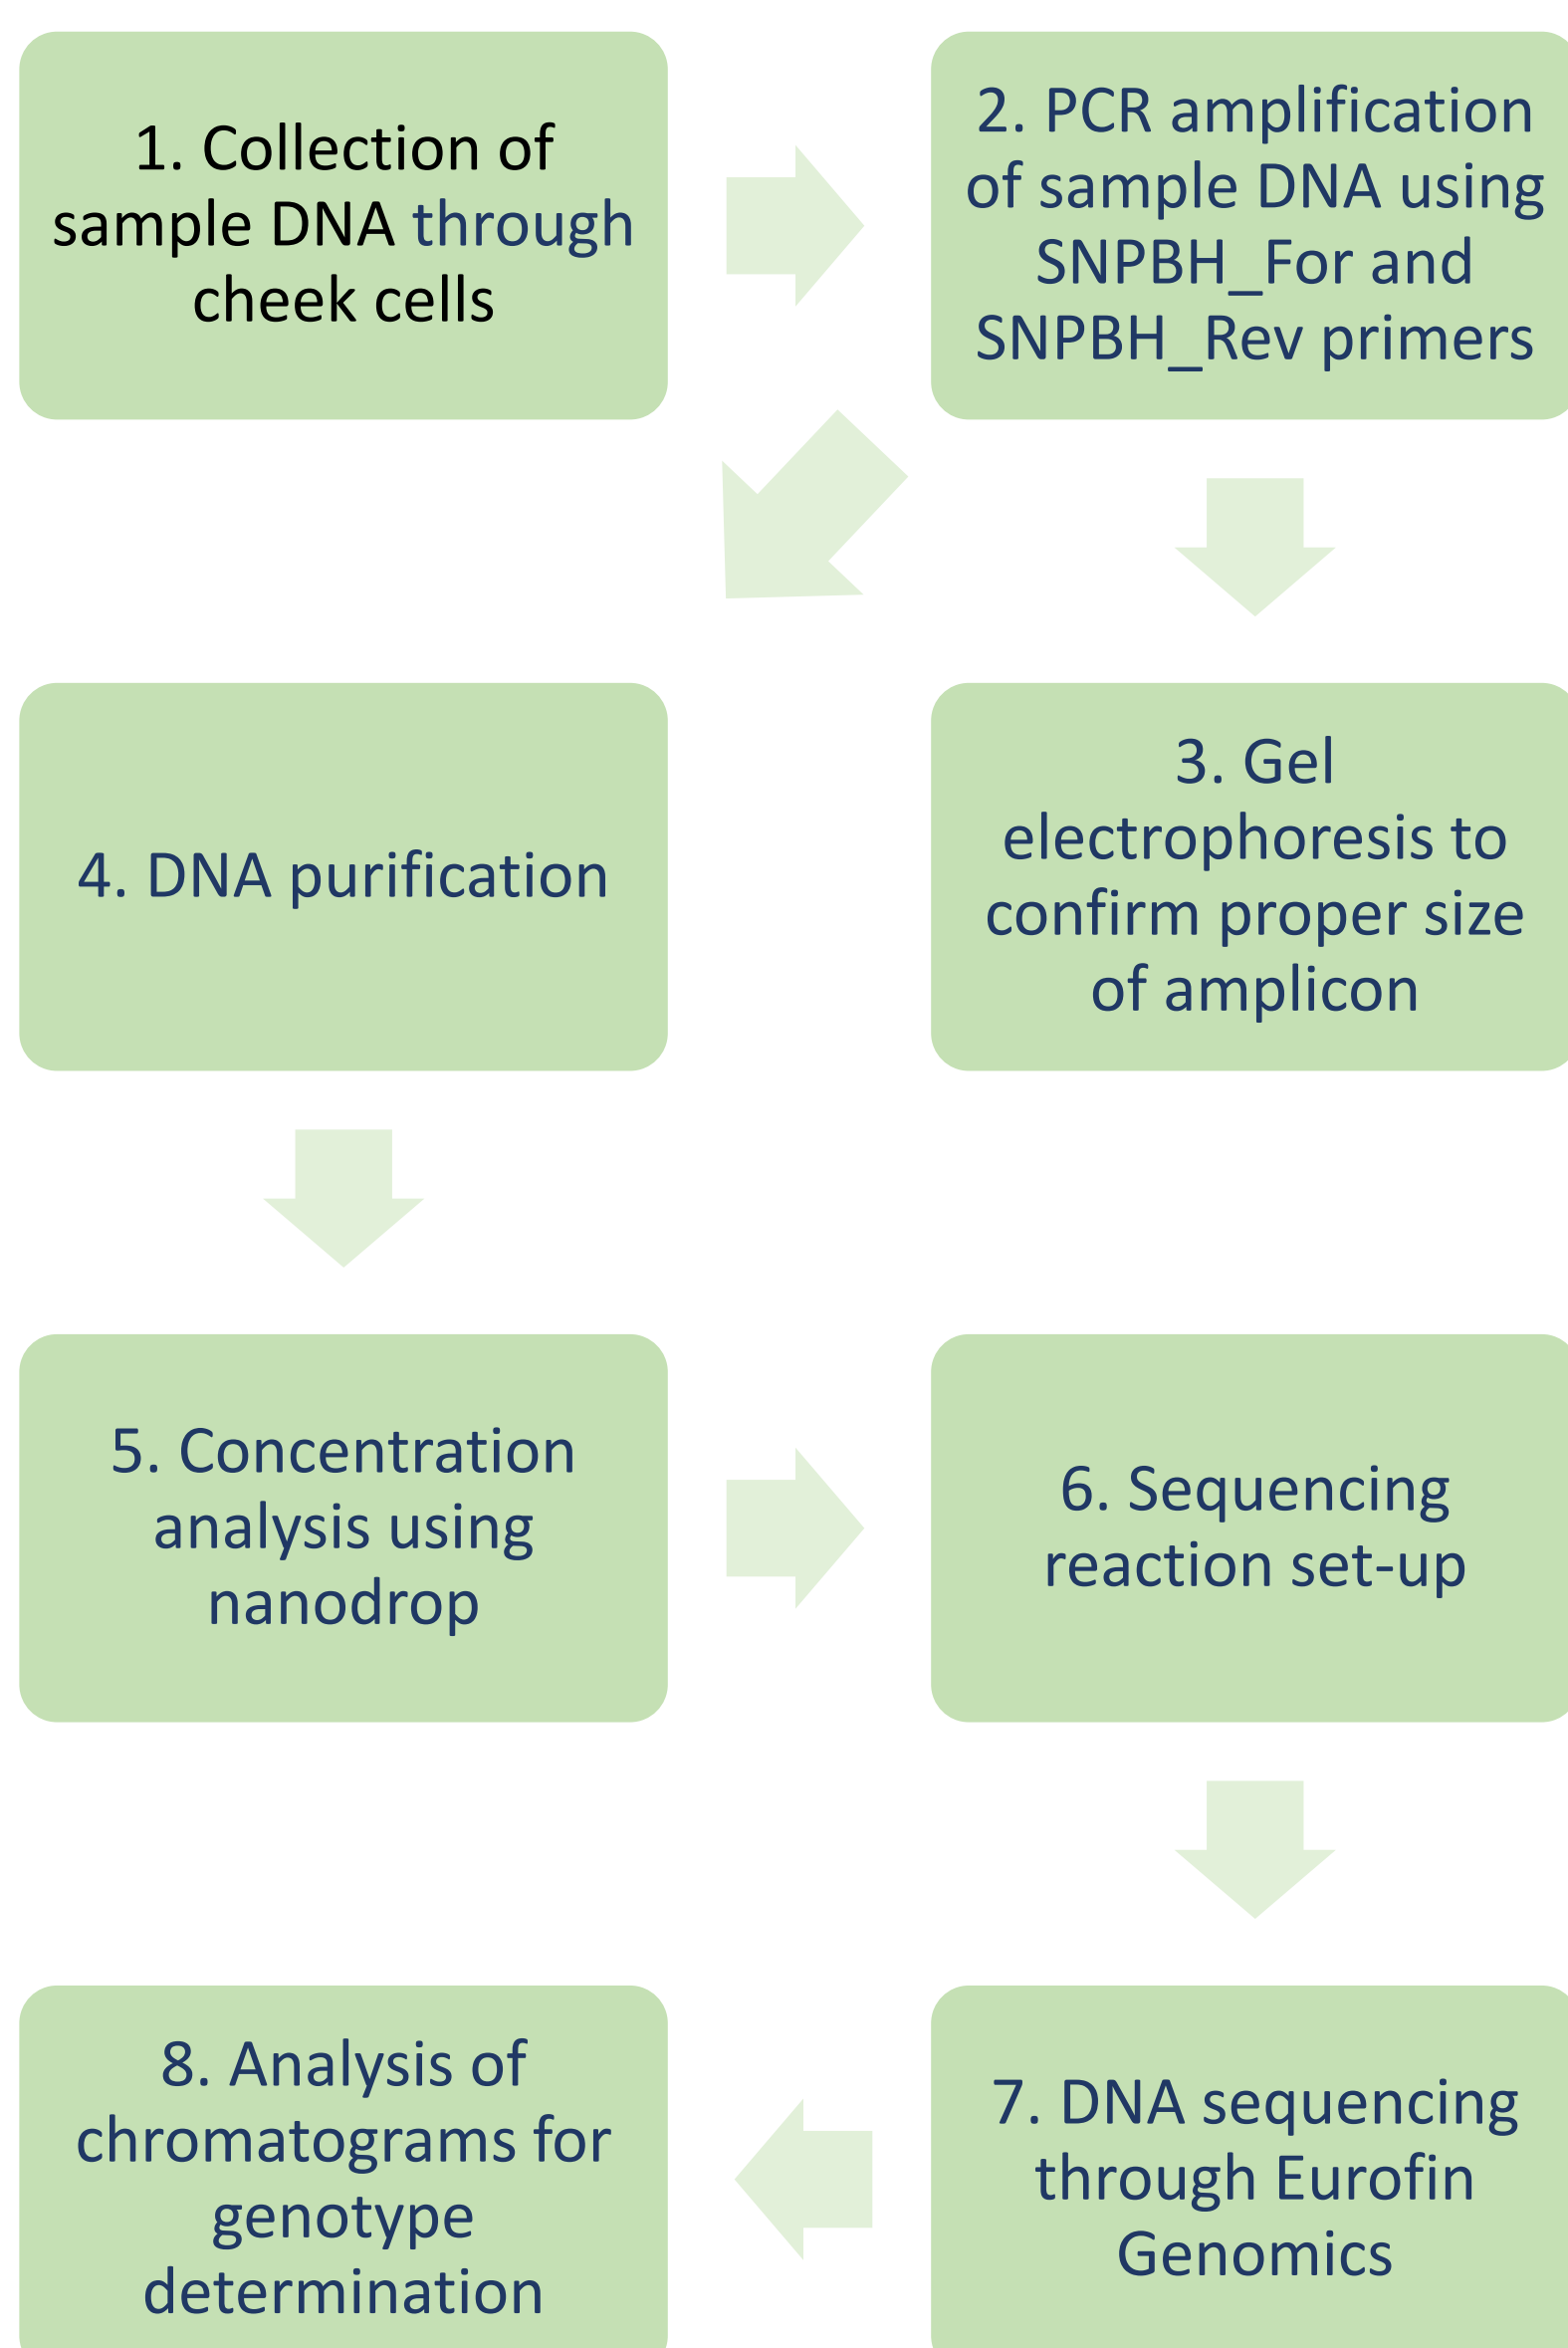 1. Collection of
sample DNA through
cheek cells
2. PCR amplification
of sample DNA using
SNPBH_For and
SNPBH_Rev primers
3. Gel
electrophoresis to
confirm proper size
of amplicon
4. DNA purification
5. Concentration
analysis using
nanodrop
6. Sequencing
reaction set-up
7. DNA sequencing
through Eurofin
Genomics
8. Analysis of
chromatograms for
genotype
determination